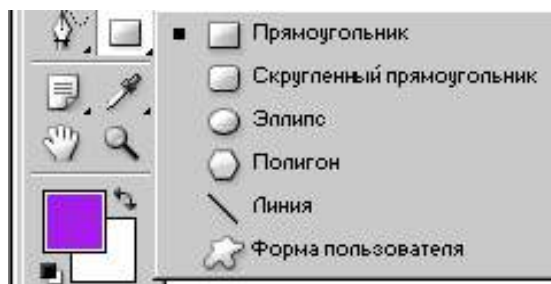 Прямоугольник
Скругленный прямоугольник
Эллипс
Полигон
Линия
Форма пользователя